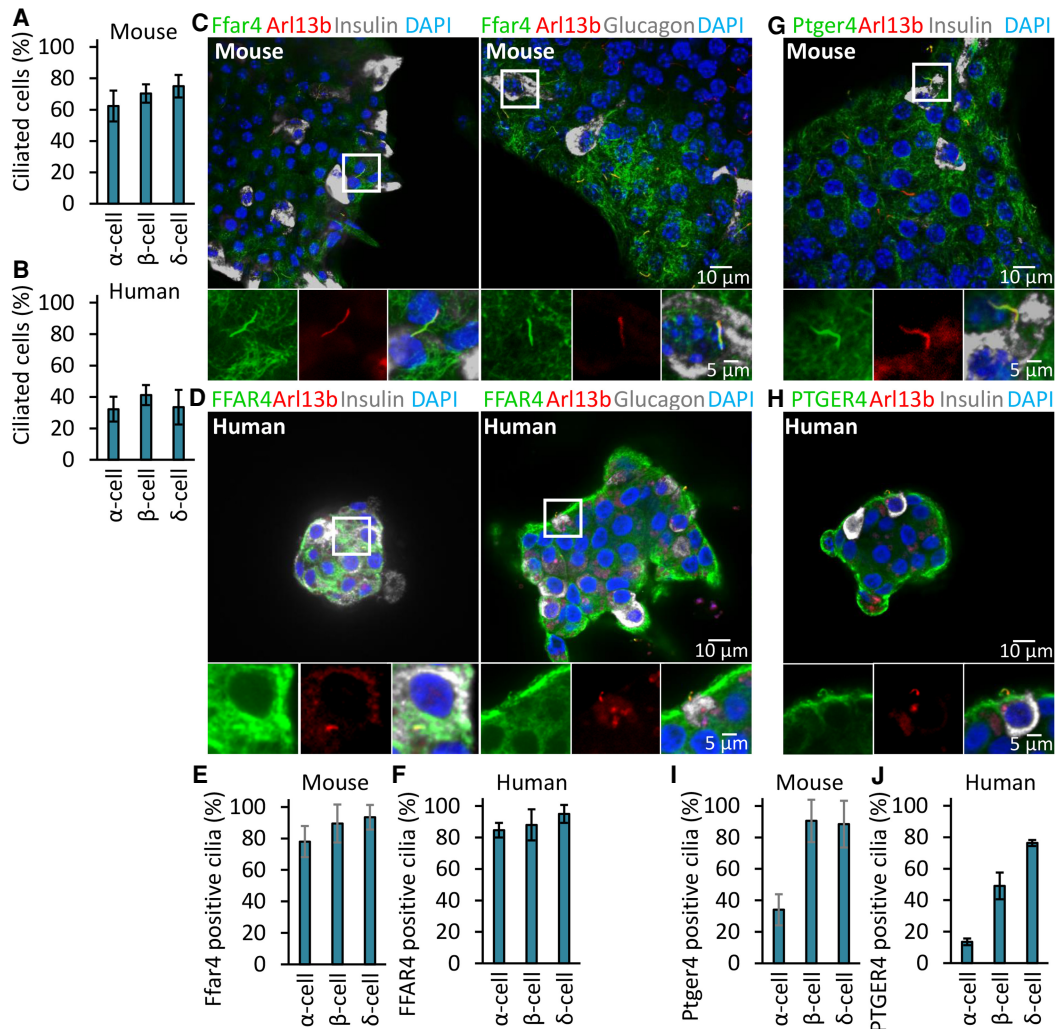 A
Mouse
Ciliated cells (%)
100
80
60
40
20
0
α-cell
β-cell
δ-cell
B
Human
Ciliated cells (%)
100
80
60
40
20
0
α-cell
β-cell
δ-cell
C
Ffar4 Arl13b Insulin DAPI
Mouse
Ffar4 Arl13b Glucagon DAPI
10 µm
5 µm
D
FFAR4 Arl13b Insulin DAPI
Human
FFAR4 Arl13b Glucagon DAPI
Human
10 µm
5 µm
G
Ptger4 Arl13b Insulin DAPI
Mouse
10 µm
5 µm
H
PTGER4 Arl13b Insulin DAPI
Human
10 µm
5 µm
E
Mouse
Ffar4 positive cilia (%)
100
80
60
40
20
0
α-cell
β-cell
δ-cell
F
Human
FFAR4 positive cilia (%)
100
80
60
40
20
0
α-cell
β-cell
δ-cell
I
Mouse
Ptger4 positive cilia (%)
100
80
60
40
20
0
α-cell
β-cell
δ-cell
J
Human
PTGER4 positive cilia (%)
100
80
60
40
20
0
α-cell
β-cell
δ-cell